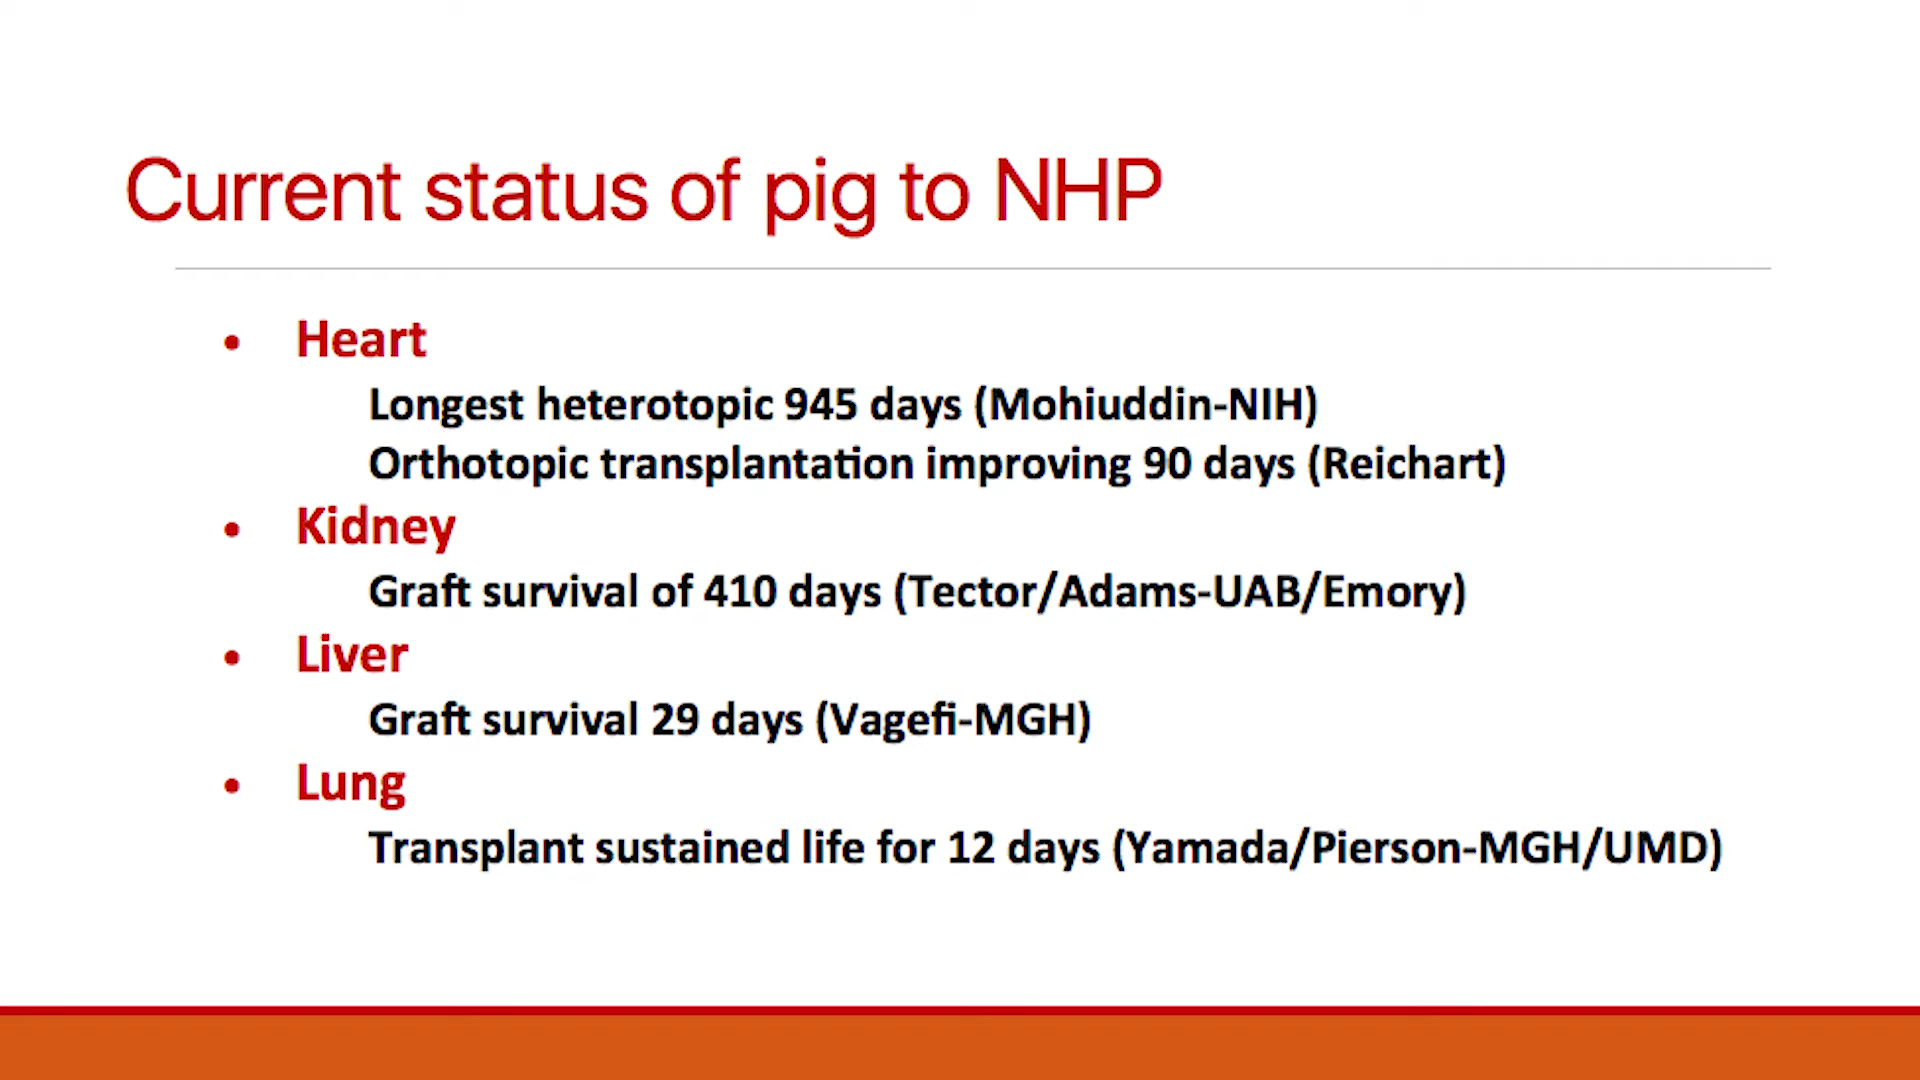 Current status of pig to NHP
• Heart
Longest heterotopic 945 days (Mohiuddin-NIH)
Orthotopic transplantation improving 90 days (Reichart)
• Kidney
Graft survival of 410 days (Tector/Adams-UAB/Emory)
• Liver
Graft survival 29 days (Vagefi-MGH)
• Lung
Transplant sustained life for 12 days (Yamada/Pierson-MGH/UMD)